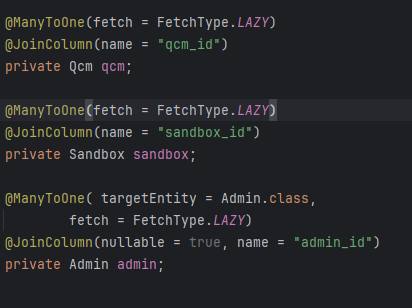 @ManyToOne(fetch = FetchType.LAZY)
@JoinColumn(name = "qcm_id")
private Qcm qcm;
@ManyToOne(fetch = FetchType.LAZY)
@JoinColumn(name = "sandbox_id")
private Sandbox sandbox;
@ManyToOne( targetEntity = Admin.class,
fetch = FetchType.LAZY)
@JoinColumn(nullable = true, name = "admin_id")
private Admin admin;